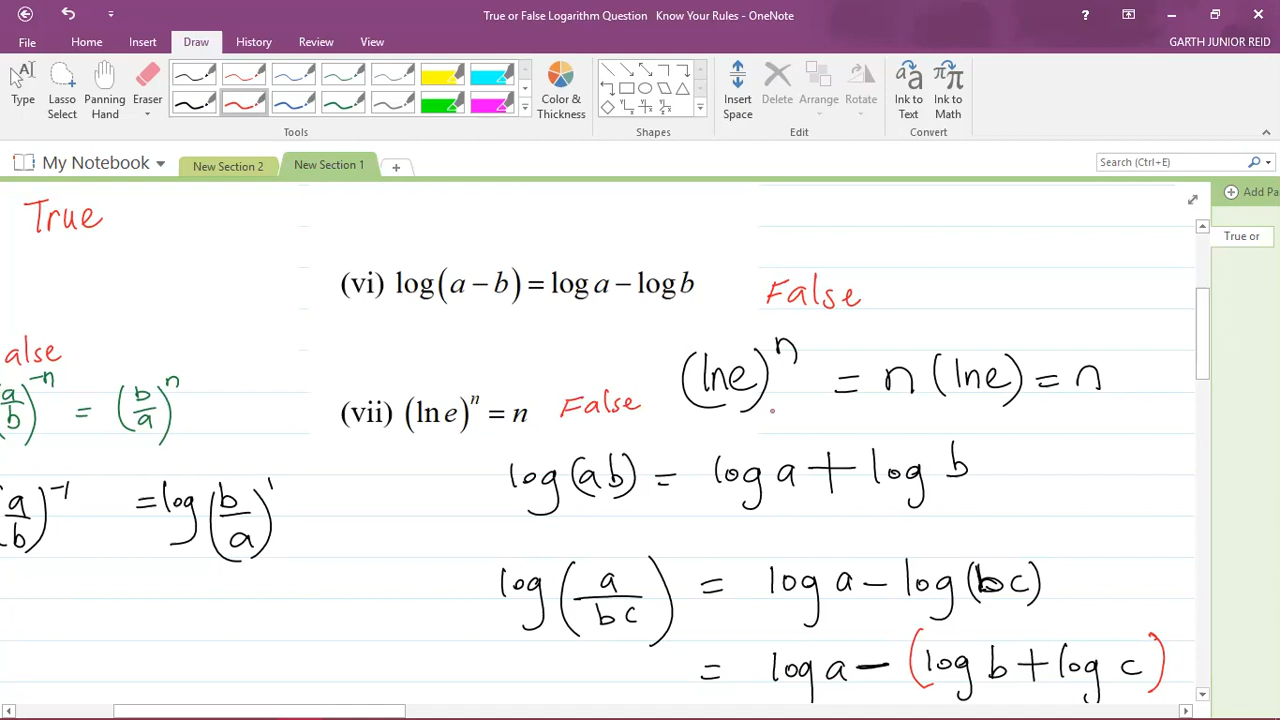 True or False Logarithm Question Know Your Rules - OneNote
File Home Insert Draw History Review View GARTH JUNIOR REID
Type Lasso Select Panning Hand Eraser Color & Thickness Insert Space Delete Arrange Rotate Ink to Text Ink to Math
Tools Shapes Edit Convert
My Notebook New Section 2 New Section 1 + Search (Ctrl+E)
Add Pa
True or
True
(vi) log(a − b) = log a − log b False
alse
(a/b)^-n = (b/a)^n
(ln e)^n = n (ln e) = n
(vii) (ln e)^n = n False
log(ab) = log a + log b
(a/b)^-1 = log (b/a)^1
log(a/bc) = log a − log(bc)
= log a − (log b + log c)